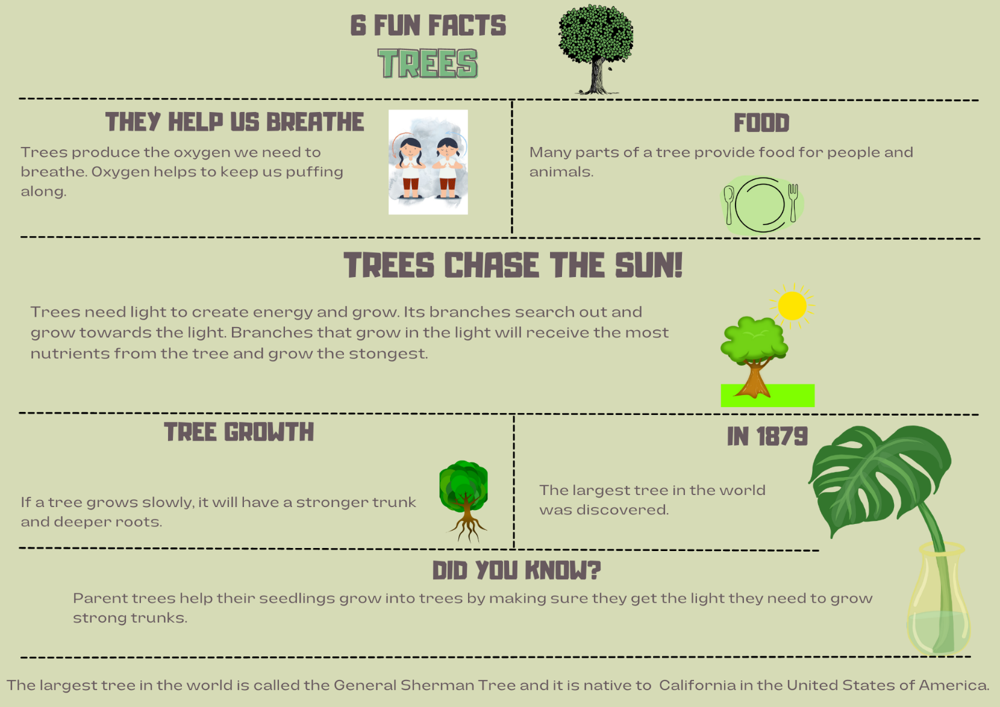 6 FUN FACTS
TREES
THEY HELP US BREATHE
Trees produce the oxygen we need to
breathe. Oxygen helps to keep us puffing
along.
FOOD
Many parts of a tree provide food for people and
animals.
TREES CHASE THE SUN!
Trees need light to create energy and grow. Its branches search out and
grow towards the light. Branches that grow in the light will receive the most
nutrients from the tree and grow the stongest.
TREE GROWTH
If a tree grows slowly, it will have a stronger trunk
and deeper roots.
IN 1879
The largest tree in the world
was discovered.
DID YOU KNOW?
Parent trees help their seedlings grow into trees by making sure they get the light they need to grow
strong trunks.
The largest tree in the world is called the General Sherman Tree and it is native to California in the United States of America.